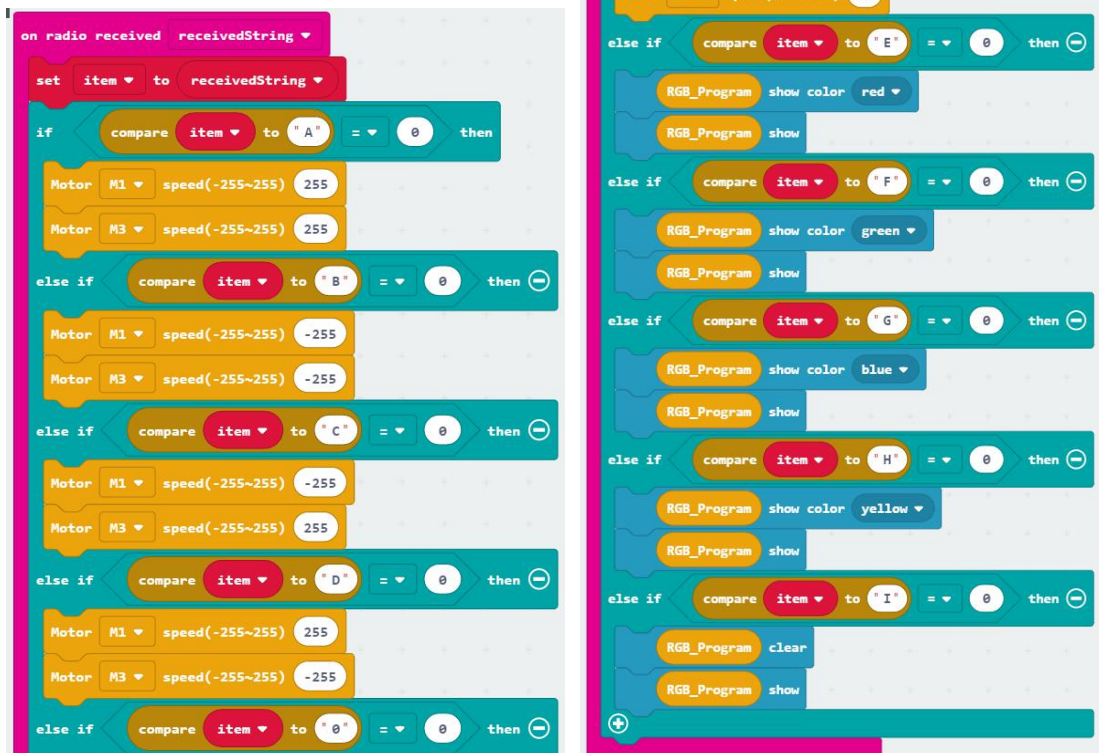 on radio received receivedString
set item to receivedString
if compare item to "A" = 0 then
Motor M1 speed(-255~255) 255
Motor M3 speed(-255~255) 255
else if compare item to "B" = 0 then
Motor M1 speed(-255~255) -255
Motor M3 speed(-255~255) -255
else if compare item to "C" = 0 then
Motor M1 speed(-255~255) -255
Motor M3 speed(-255~255) 255
else if compare item to "D" = 0 then
Motor M1 speed(-255~255) 255
Motor M3 speed(-255~255) -255
else if compare item to "0" = 0 then
else if compare item to "E" = 0 then
RGB_Program show color red
RGB_Program show
else if compare item to "F" = 0 then
RGB_Program show color green
RGB_Program show
else if compare item to "G" = 0 then
RGB_Program show color blue
RGB_Program show
else if compare item to "H" = 0 then
RGB_Program show color yellow
RGB_Program show
else if compare item to "I" = 0 then
RGB_Program clear
RGB_Program show